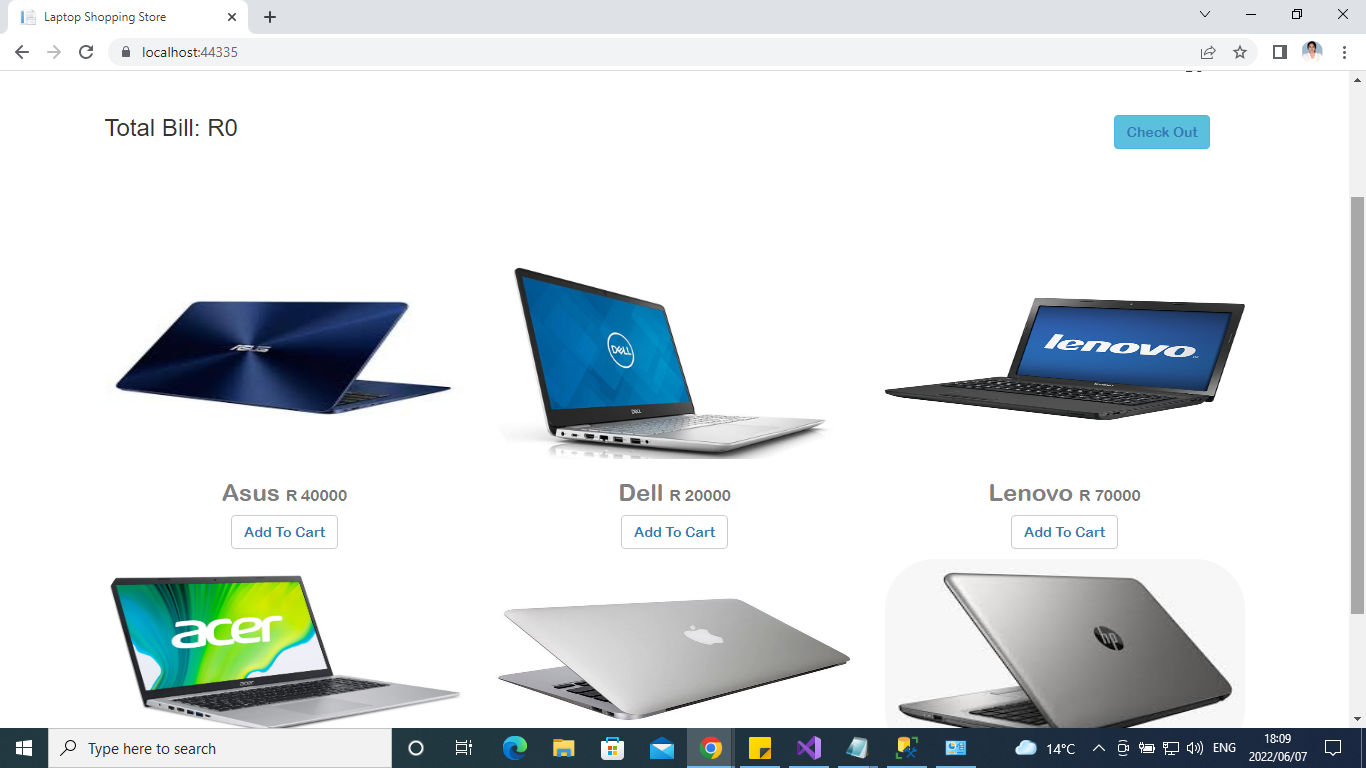 Laptop Shopping Store
localhost:44335
Total Bill: R0
Check Out
ASUS
DELL
DELL
lenovo
Asus R 40000
Dell R 20000
Lenovo R 70000
Add To Cart
Add To Cart
Add To Cart
acer
hp
Type here to search
14°C
ENG
18:09
2022/06/07